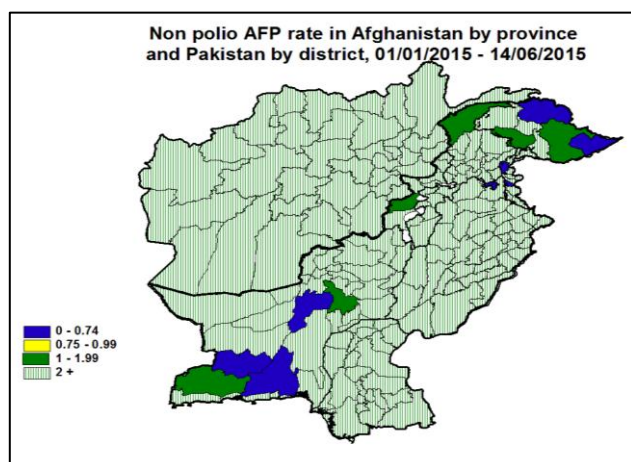 Non polio AFP rate in Afghanistan by province
and Pakistan by district, 01/01/2015 - 14/06/2015
0 - 0.74
0.75 - 0.99
1 - 1.99
2 +